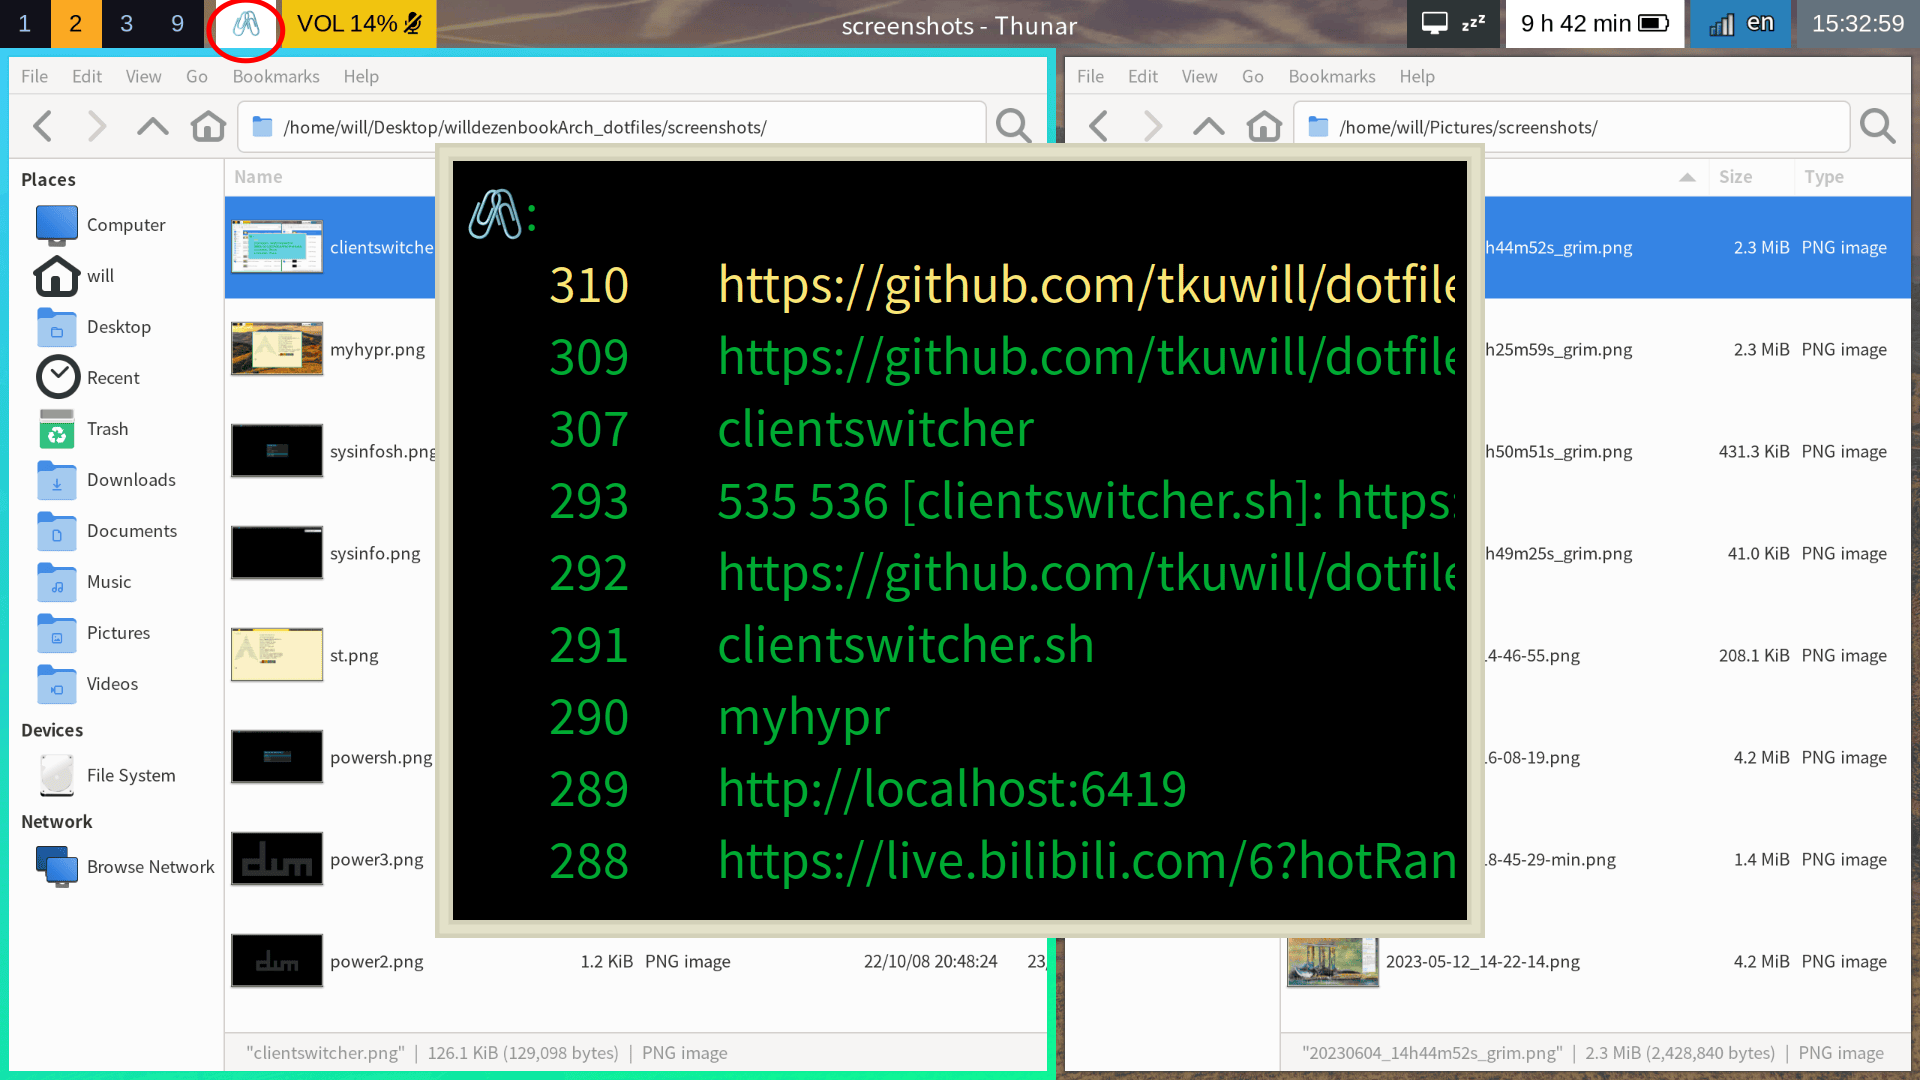 1 2 3 9 VOL 14% screenshots - Thunar zzz 9 h 42 min en 15:32:59
File Edit View Go Bookmarks Help
/home/will/Desktop/willdezenbookArch_dotfiles/screenshots/
Places
Computer
will
Desktop
Recent
Trash
Downloads
Documents
Music
Pictures
Videos
Devices
File System
Network
Browse Network
Name
clientswitche
myhypr.png
sysinfosh.png
sysinfo.png
st.png
powersh.png
power3.png
power2.png 1.2 KiB PNG image 22/10/08 20:48:24 23/
"clientswitcher.png" | 126.1 KiB (129,098 bytes) | PNG image
:
310 https://github.com/tkuwill/dotfile
309 https://github.com/tkuwill/dotfile
307 clientswitcher
293 535 536 [clientswitcher.sh]: https:
292 https://github.com/tkuwill/dotfile
291 clientswitcher.sh
290 myhypr
289 http://localhost:6419
288 https://live.bilibili.com/6?hotRan
File Edit View Go Bookmarks Help
/home/will/Pictures/screenshots/
Size Type
h44m52s_grim.png 2.3 MiB PNG image
h25m59s_grim.png 2.3 MiB PNG image
h50m51s_grim.png 431.3 KiB PNG image
h49m25s_grim.png 41.0 KiB PNG image
4-46-55.png 208.1 KiB PNG image
6-08-19.png 4.2 MiB PNG image
8-45-29-min.png 1.4 MiB PNG image
2023-05-12_14-22-14.png 4.2 MiB PNG image
"20230604_14h44m52s_grim.png" | 2.3 MiB (2,428,840 bytes) | PNG image